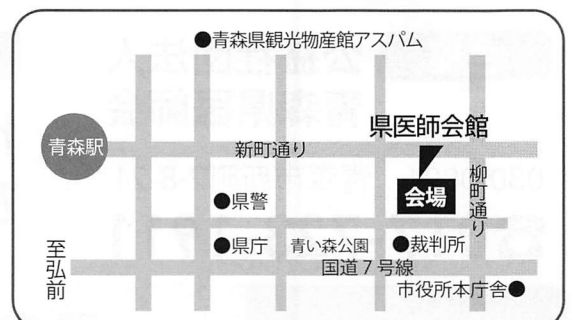 ●青森県観光物産館アスパム
県医師会館
青森駅
新町通り
会場
柳町通り
●県警
●県庁
青い森公園
●裁判所
至弘前
国道7号線
市役所本庁舎●